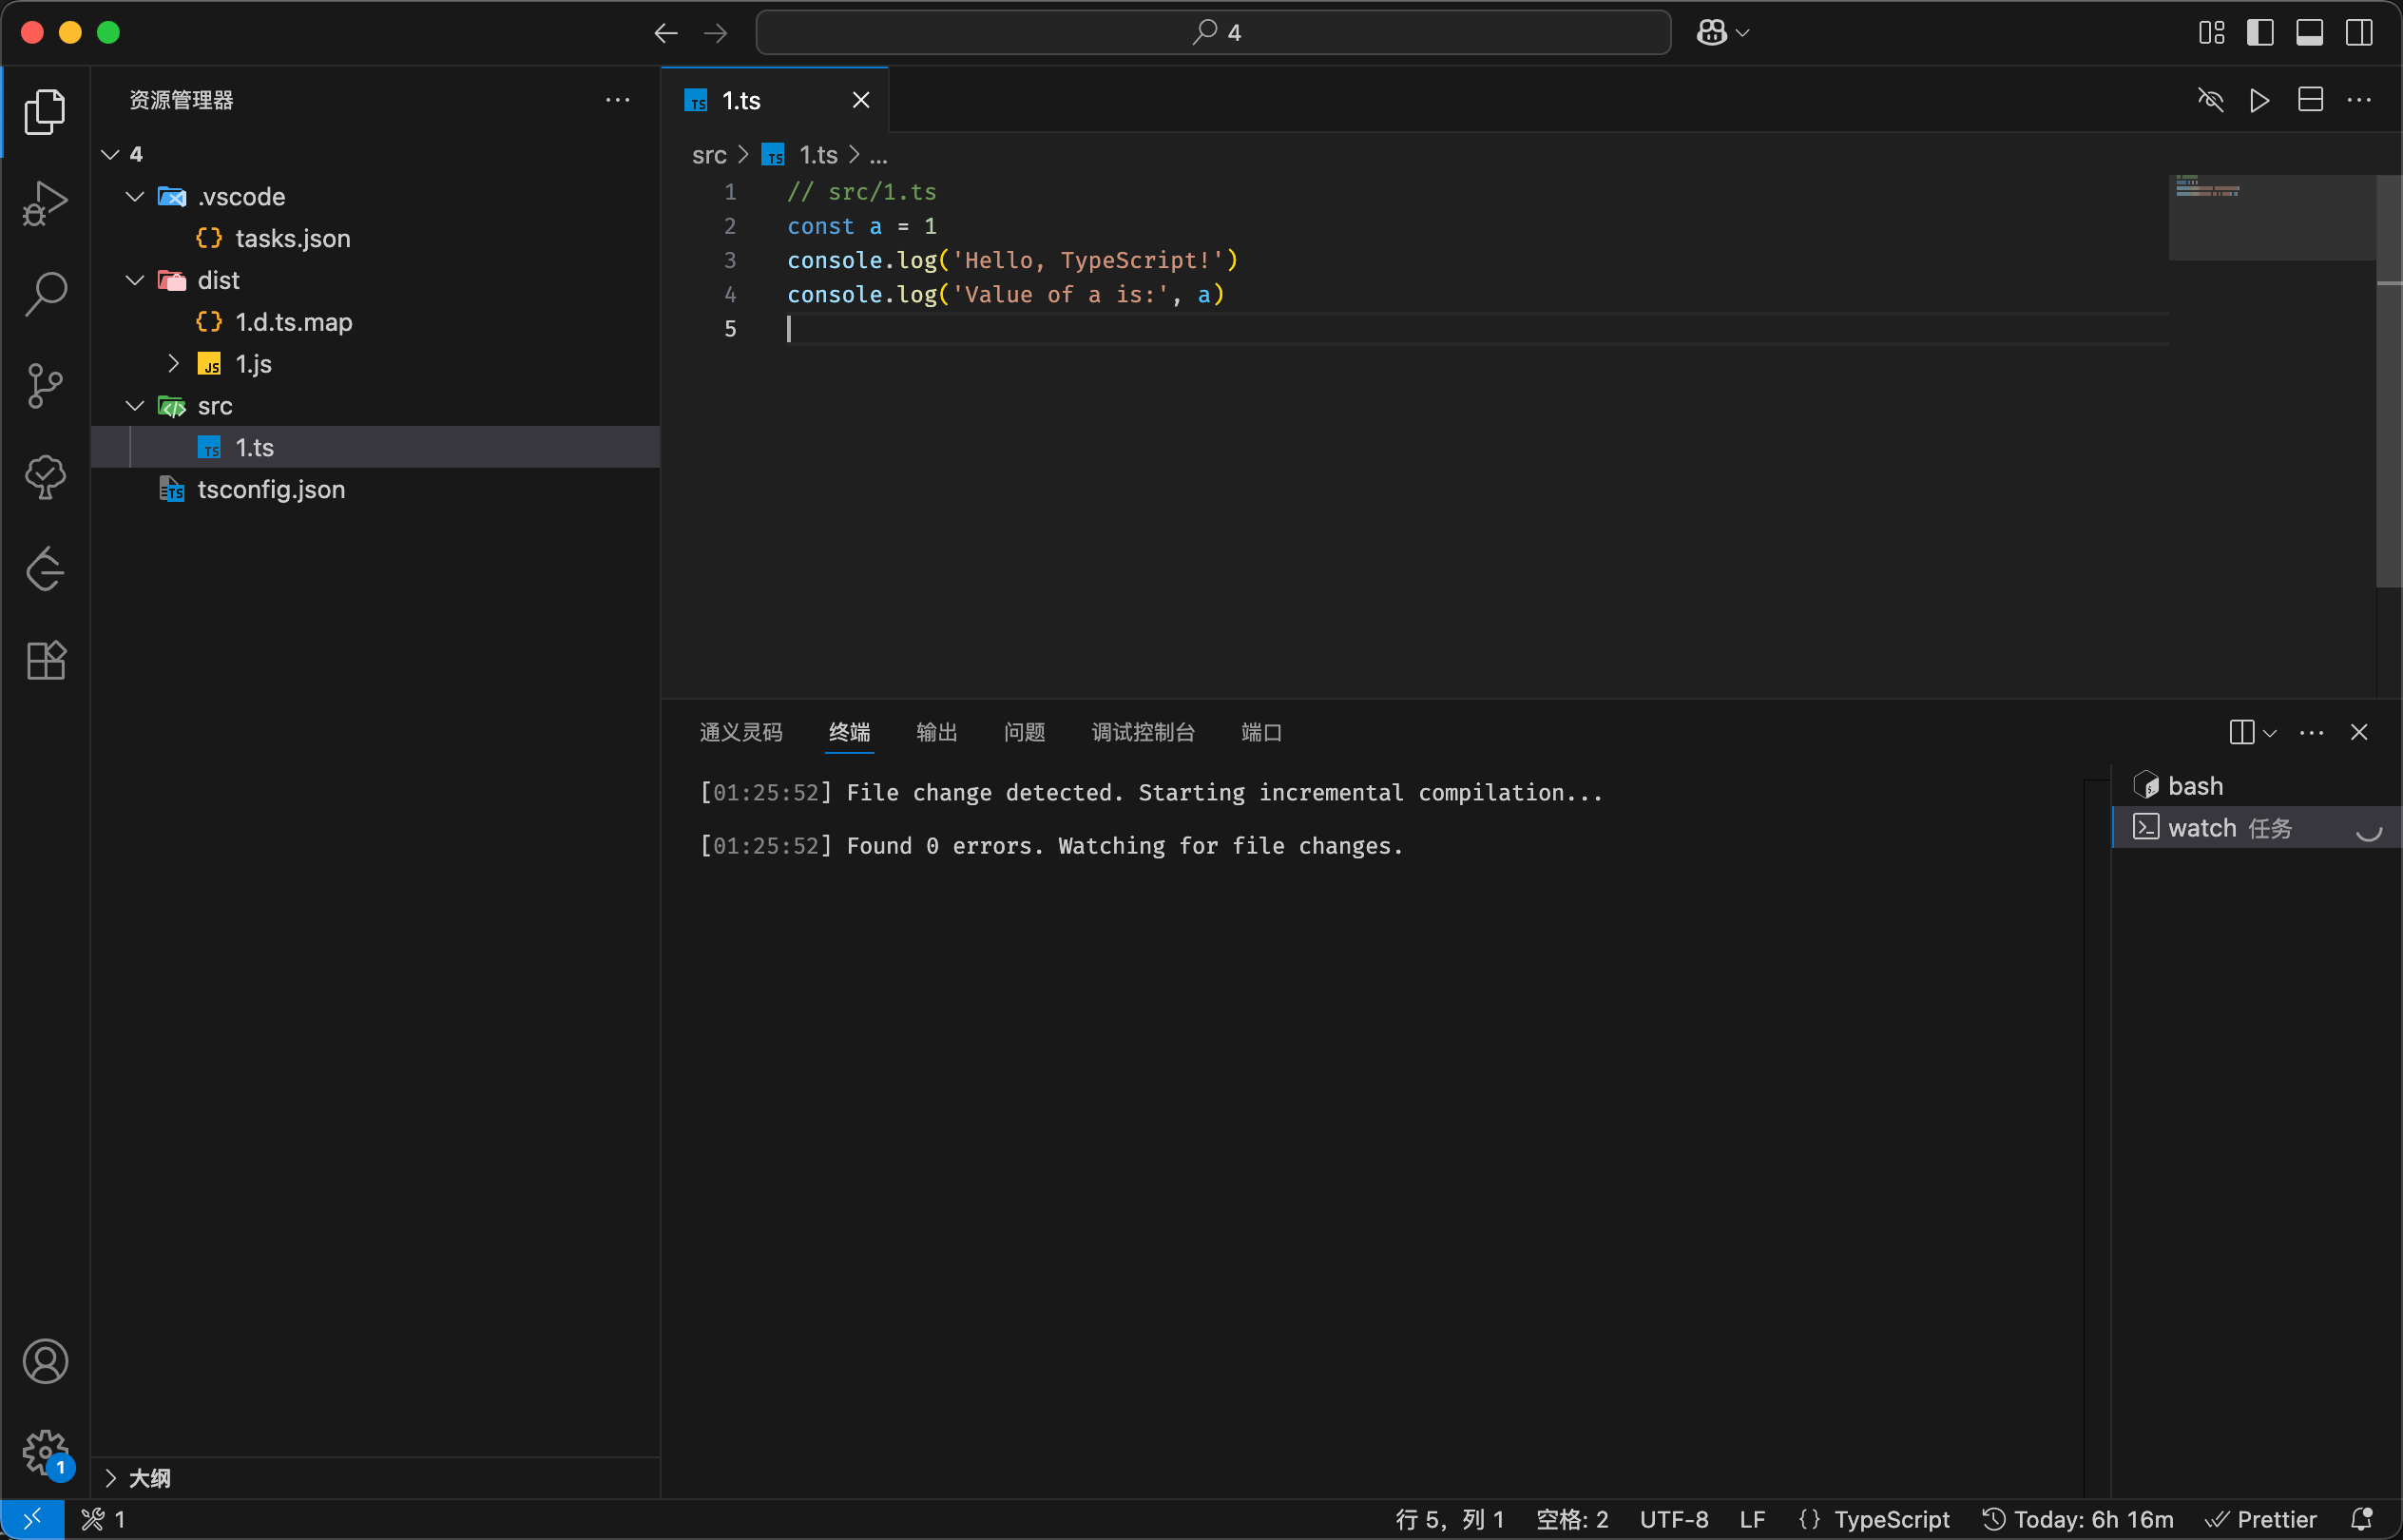 4
资源管理器
4
.vscode
tasks.json
dist
1.d.ts.map
1.js
src
1.ts
tsconfig.json
大纲
1.ts
src > 1.ts > ...
1 // src/1.ts
2 const a = 1
3 console.log('Hello, TypeScript!')
4 console.log('Value of a is:', a)
5
通义灵码 终端 输出 问题 调试控制台 端口
[01:25:52] File change detected. Starting incremental compilation...
[01:25:52] Found 0 errors. Watching for file changes.
bash
watch 任务
1
1 行 5，列 1 空格: 2 UTF-8 LF {} TypeScript Today: 6h 16m Prettier